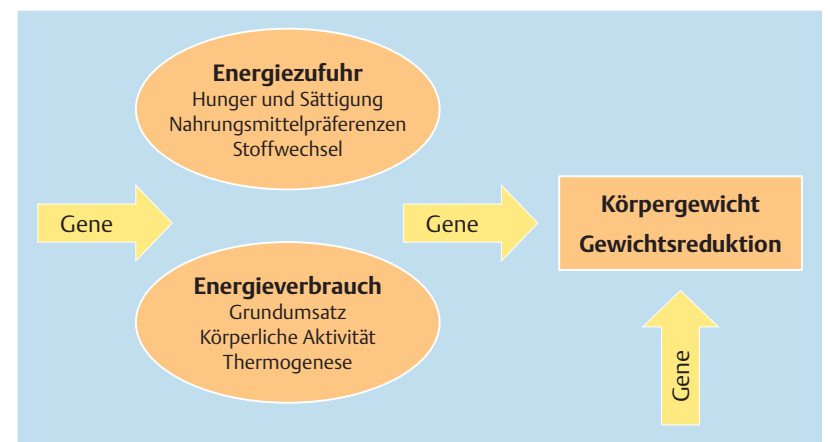 Energiezufuhr
Hunger und Sättigung
Nahrungsmittelpräferenzen
Stoffwechsel
Gene
Gene
Körpergewicht
Gewichtsreduktion
Energieverbrauch
Grundumsatz
Körperliche Aktivität
Thermogenese
Gene